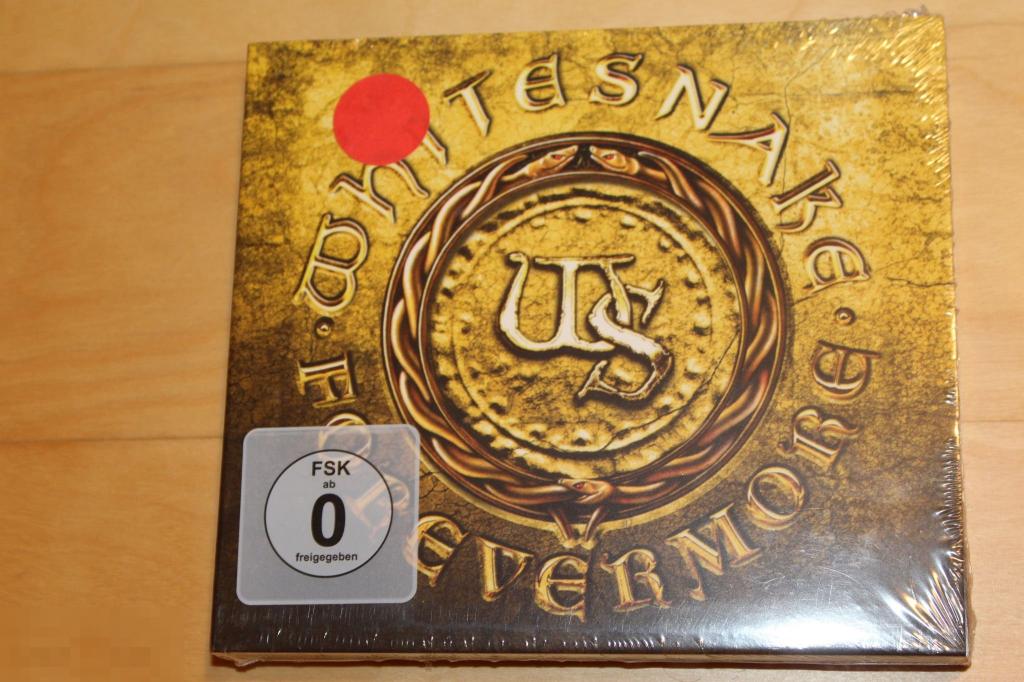 WHITESNAKE
WS
FOREVERMORE
FSK
ab
0
freigegeben